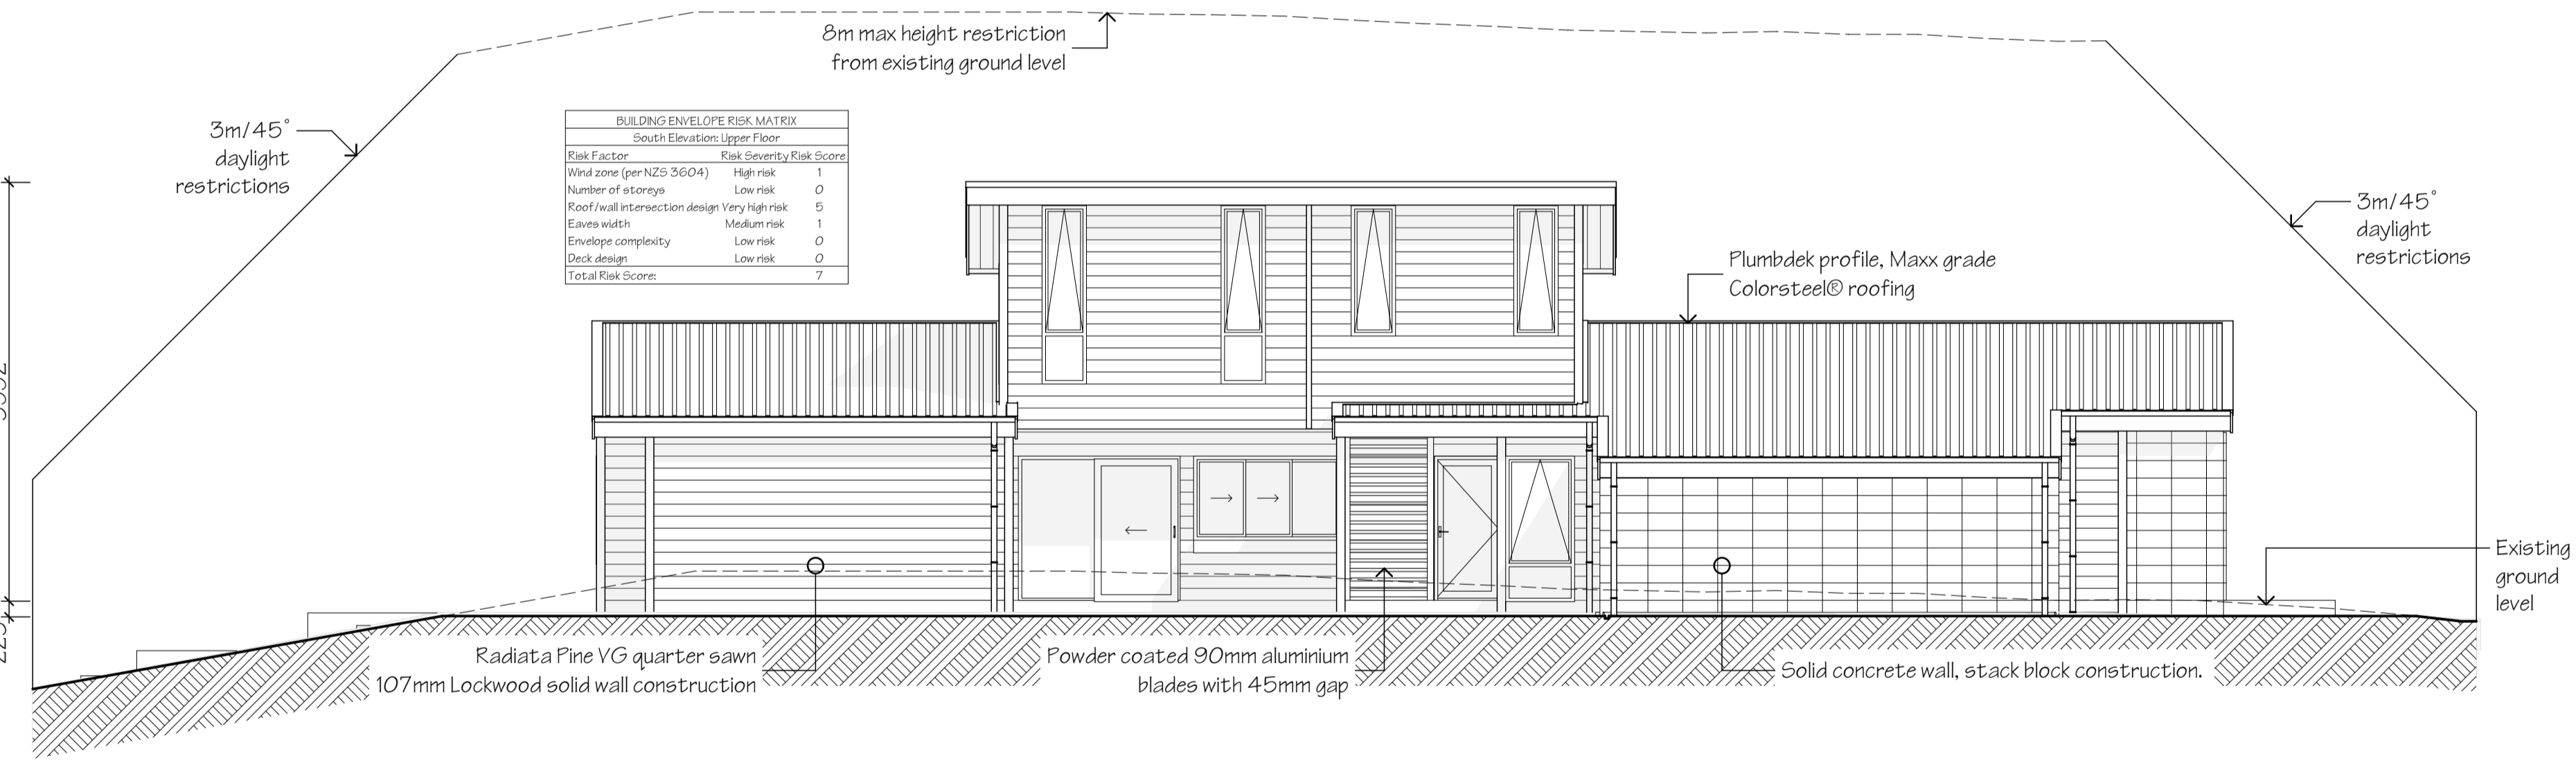 8m max height restriction
from existing ground level
3m/45°
daylight
restrictions
BUILDING ENVELOPE RISK MATRIX
South Elevation: Upper Floor
Risk Factor Risk Severity Risk Score
Wind zone (per NZS 3604) High risk 1
Number of storeys Low risk 0
Roof/wall intersection design Very high risk 5
Eaves width Medium risk 1
Envelope complexity Low risk 0
Deck design Low risk 0
Total Risk Score: 7
3m/45°
daylight
restrictions
Plumbdek profile, Maxx grade
Colorsteel® roofing
Existing
ground
level
Radiata Pine VG quarter sawn
107mm Lockwood solid wall construction
Powder coated 90mm aluminium
blades with 45mm gap
Solid concrete wall, stack block construction.